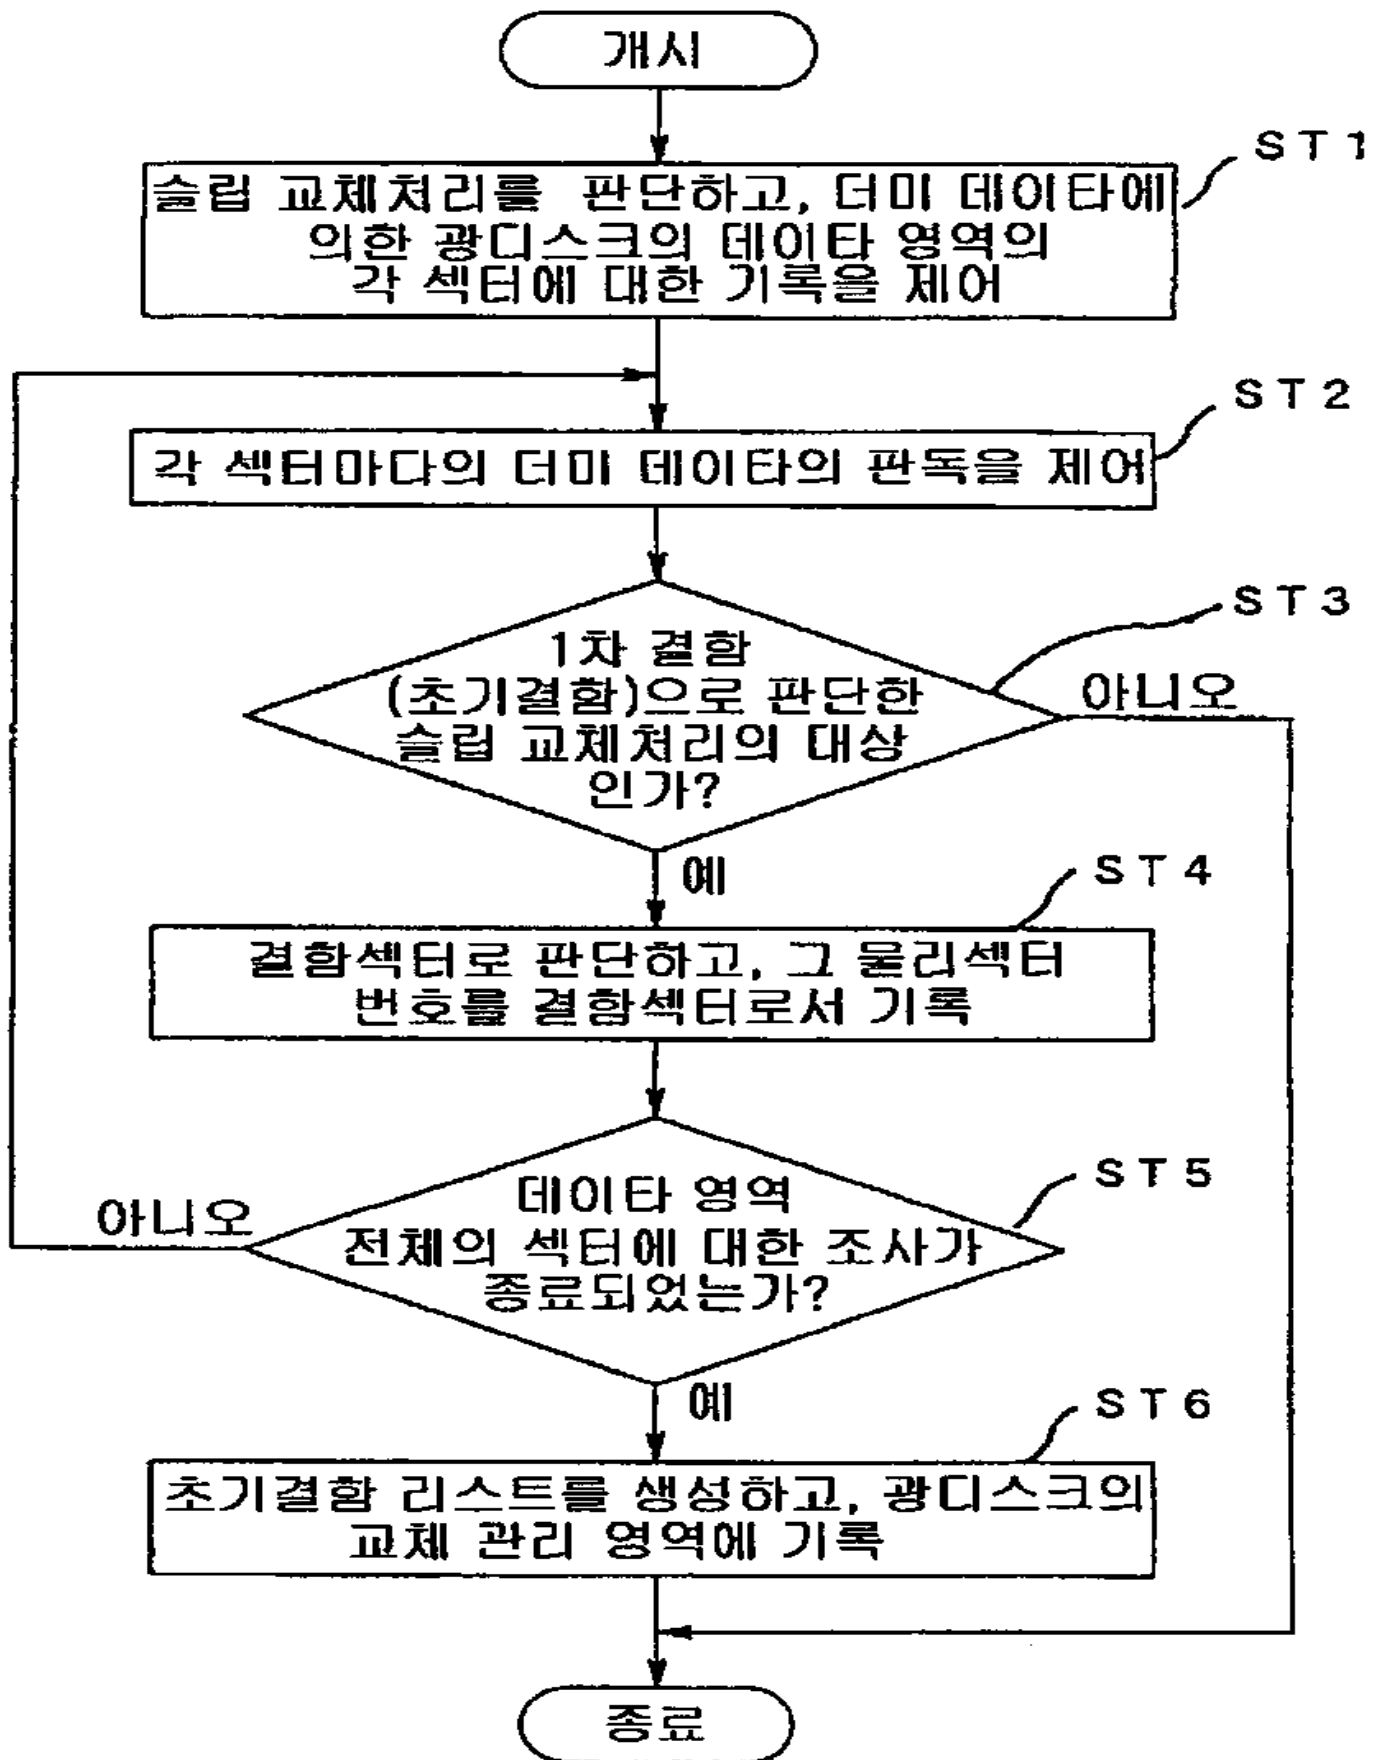 개시
ST1
슬립 교체처리를 판단하고, 더미 데이타에
의한 광디스크의 데이타 영역의
각 섹터에 대한 기록을 제어
ST2
각 섹터마다의 더미 데이타의 판독을 제어
ST3
1차 결함
(초기결함)으로 판단한
슬립 교체처리의 대상
인가?
아니오
예
ST4
결함섹터로 판단하고, 그 물리섹터
번호를 결함섹터로서 기록
ST5
데이타 영역
전체의 섹터에 대한 조사가
종료되었는가?
아니오
예
ST6
초기결함 리스트를 생성하고, 광디스크의
교체 관리 영역에 기록
종료